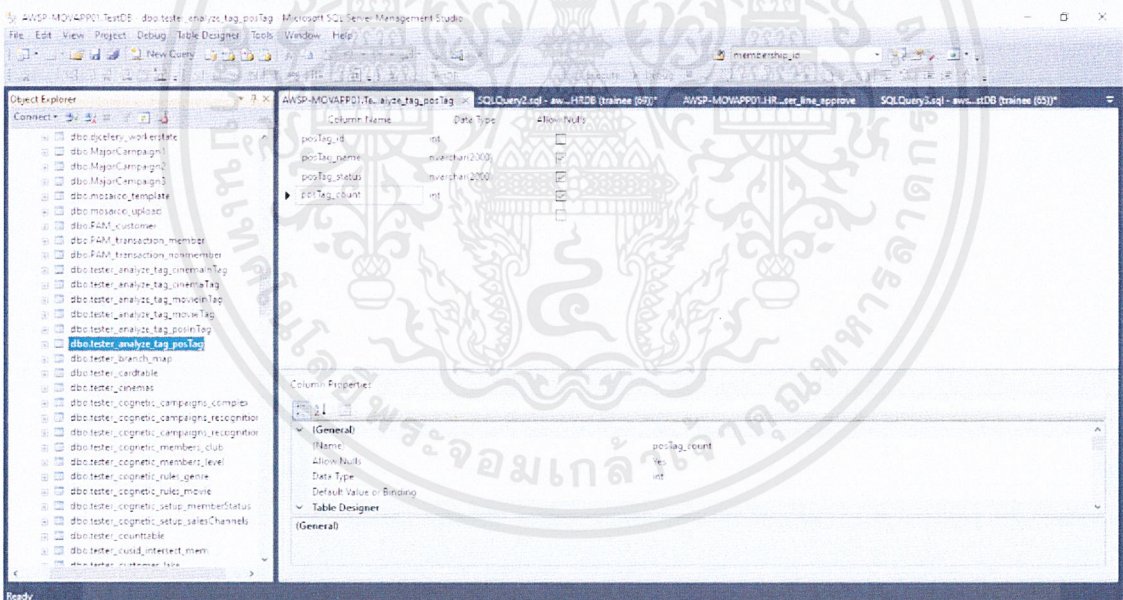 AWSP-MOVAPP01.TestDB - dbo.tester_analyze_tag_posTag - Microsoft SQL Server Management Studio
File Edit View Project Debug Table Designer Tools Window Help
New Query membership_id
Object Explorer
Connect
dbo.djcelery_workerstate
dbo.MajorCampaign1
dbo.MajorCampaign2
dbo.MajorCampaign3
dbo.mosaico_template
dbo.mosaico_upload
dbo.PAM_customer
dbo.PAM_transaction_member
dbo.PAM_transaction_nonmember
dbo.tester_analyze_tag_cinemainTag
dbo.tester_analyze_tag_cinemaTag
dbo.tester_analyze_tag_movieinTag
dbo.tester_analyze_tag_movieTag
dbo.tester_analyze_tag_posinTag
dbo.tester_analyze_tag_posTag
dbo.tester_branch_map
dbo.tester_cardtable
dbo.tester_cinemas
dbo.tester_cognetic_campaigns_complex
dbo.tester_cognetic_campaigns_recognition
dbo.tester_cognetic_campaigns_recognition
dbo.tester_cognetic_members_club
dbo.tester_cognetic_members_level
dbo.tester_cognetic_rules_genre
dbo.tester_cognetic_rules_movie
dbo.tester_cognetic_setup_memberStatus
dbo.tester_cognetic_setup_salesChannels
dbo.tester_counttable
dbo.tester_cusid_intersect_mem
AWSP-MOVAPP01.Te...alyze_tag_posTag SQLQuery2.sql - aw...HRDB (trainee (69))* AWSP-MOVAPP01.HR...ser_line_approve SQLQuery3.sql - aws...stDB (trainee (65))*
Column Name Data Type Allow Nulls
posTag_id int
posTag_name nvarchar(2000)
posTag_status nvarchar(2000)
posTag_count int
Column Properties
(General)
(Name) posTag_count
Allow Nulls Yes
Data Type int
Default Value or Binding
Table Designer
(General)
Ready